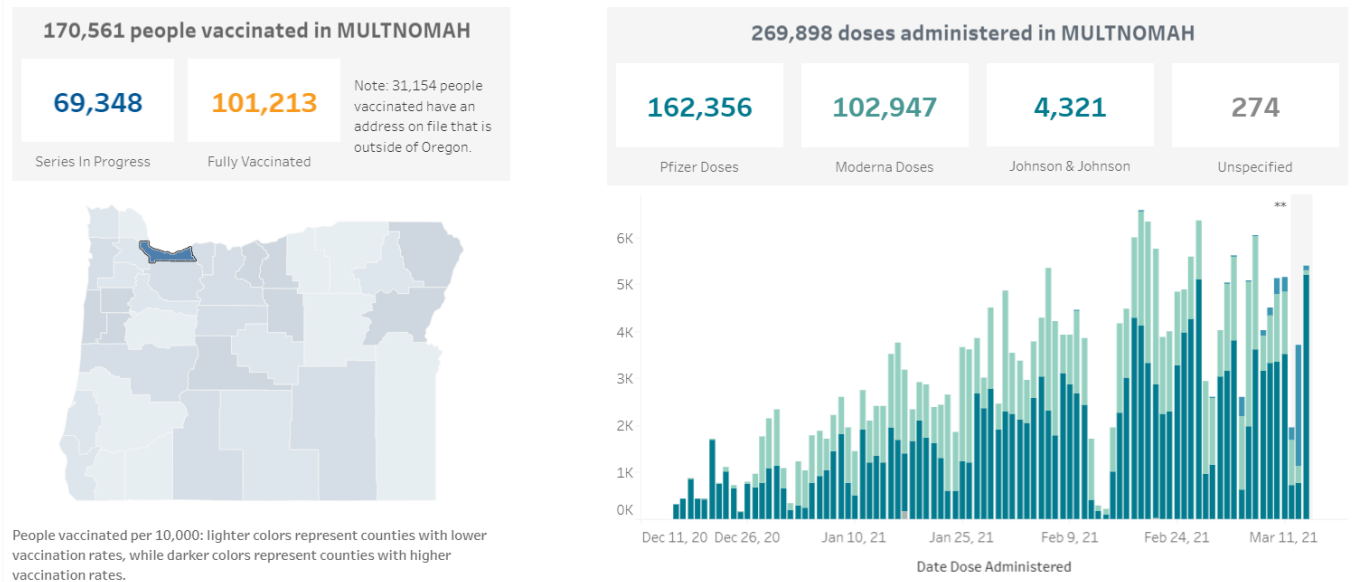 170,561 people vaccinated in MULTNOMAH
69,348
101,213
Series In Progress
Fully Vaccinated
Note: 31,154 people
vaccinated have an
address on file that is
outside of Oregon.
People vaccinated per 10,000: lighter colors represent counties with lower
vaccination rates, while darker colors represent counties with higher
vaccination rates.
269,898 doses administered in MULTNOMAH
162,356
102,947
4,321
274
Pfizer Doses
Moderna Doses
Johnson & Johnson
Unspecified
**
6K
5K
4K
3K
2K
1K
0K
Dec 11, 20
Dec 26, 20
Jan 10, 21
Jan 25, 21
Feb 9, 21
Feb 24, 21
Mar 11, 21
Date Dose Administered